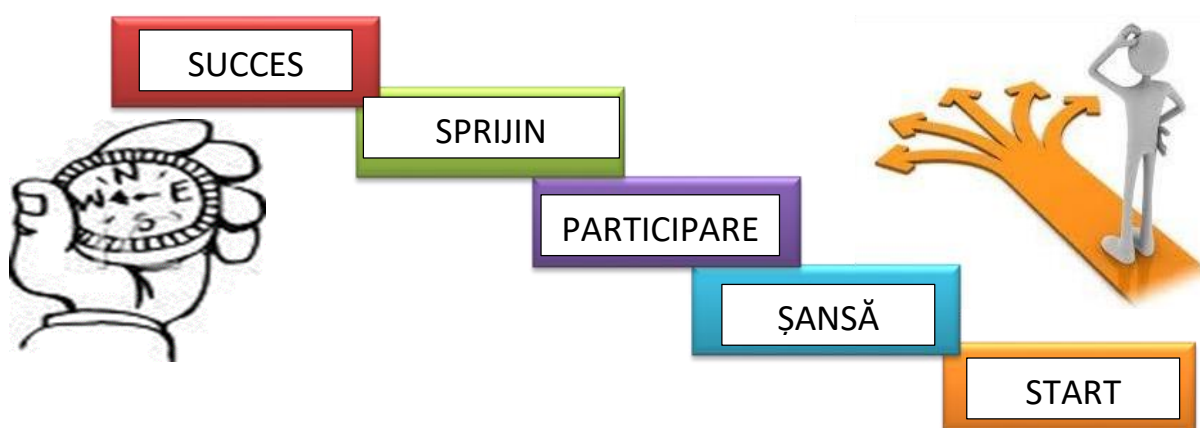 SUCCES
SPRIJIN
N
W E
S
PARTICIPARE
ȘANSĂ
START